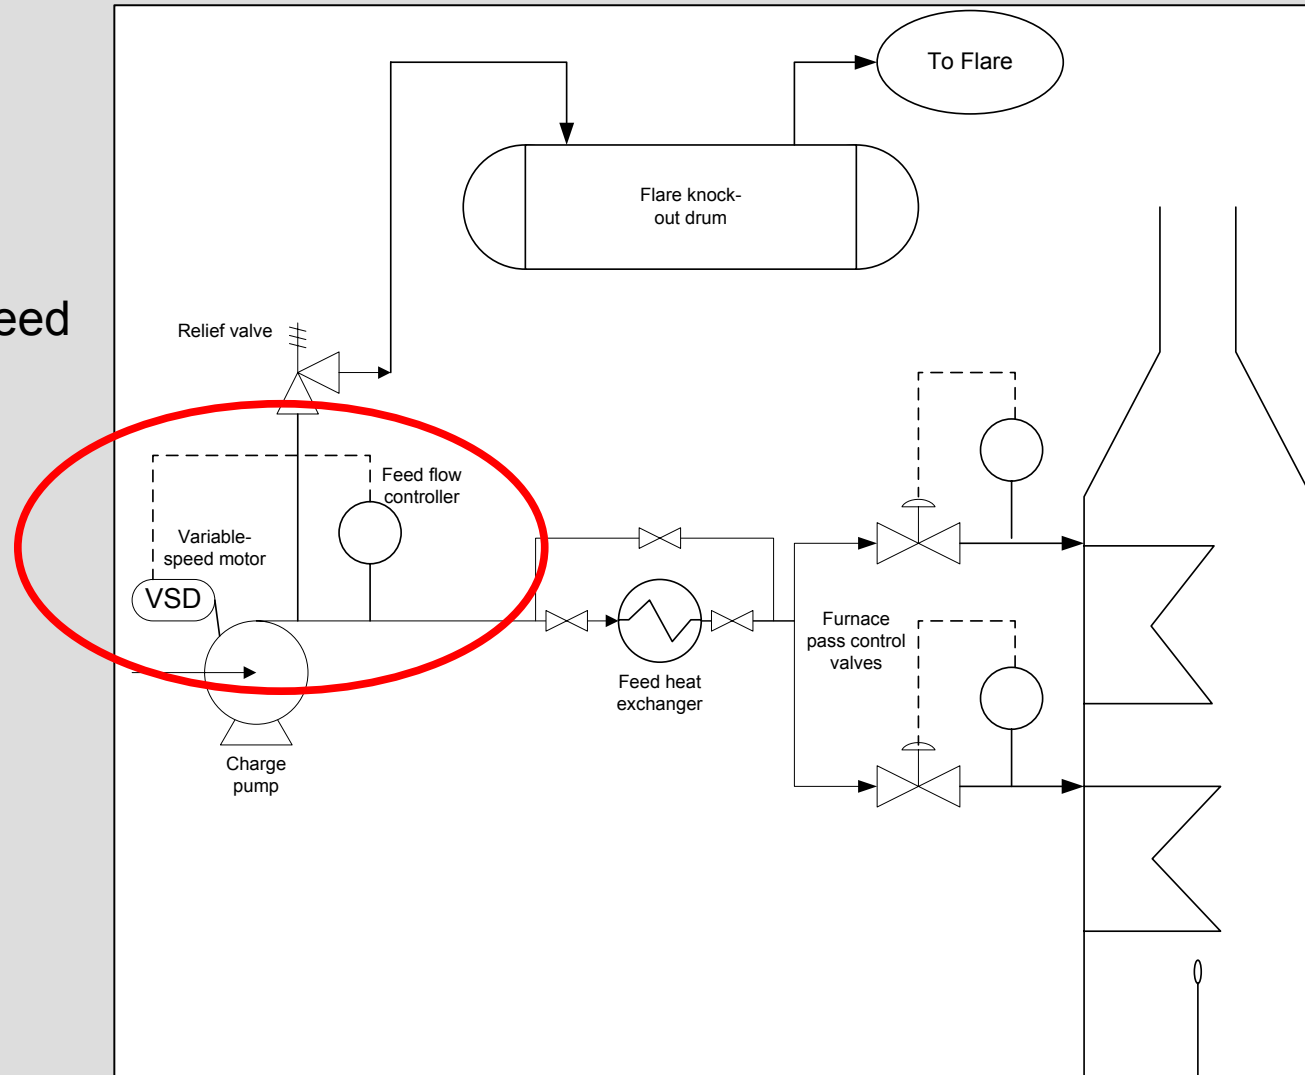 To Flare
Flare knock-
out drum
eed
Relief valve
Feed flow
controller
Variable-
speed motor
VSD
Furnace
pass control
valves
Feed heat
exchanger
Charge
pump